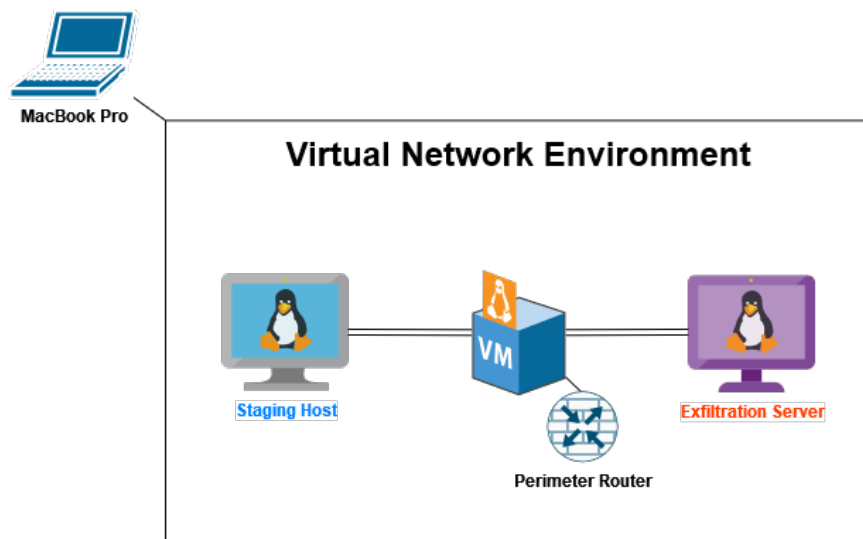 MacBook Pro
Virtual Network Environment
VM
Staging Host
Exfiltration Server
Perimeter Router